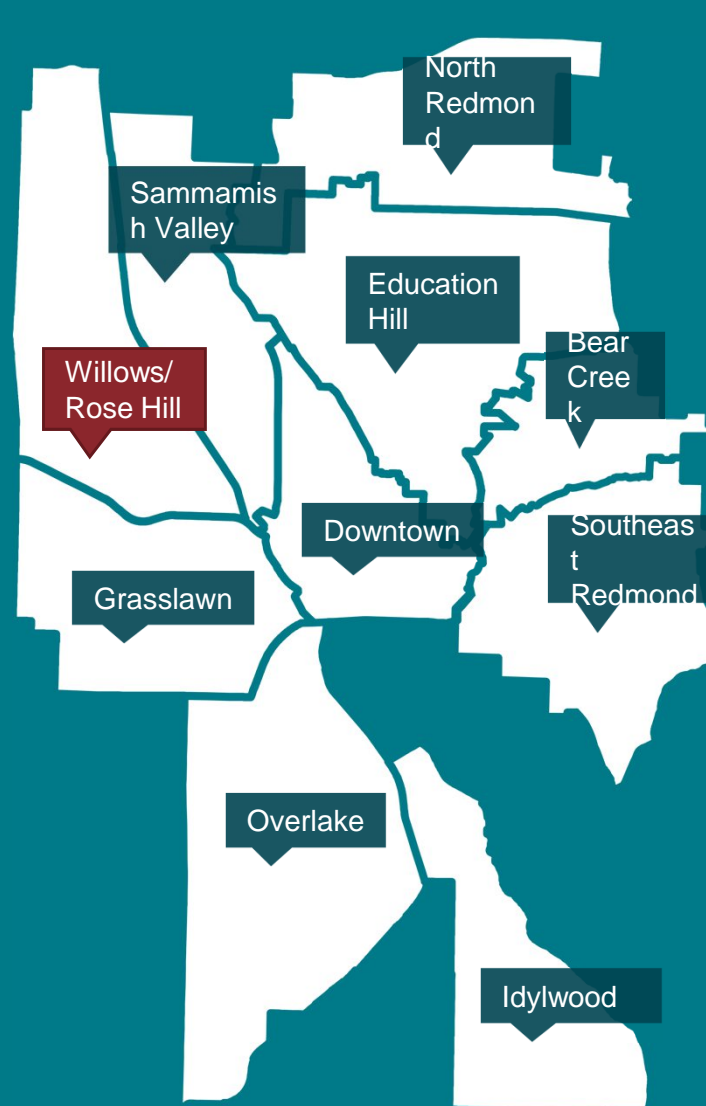 North
Redmon
d
Sammamis
h Valley
Education
Hill
Bear
Cree
k
Willows/
Rose Hill
Downtown
Southeas
t
Redmond
Grasslawn
Overlake
Idylwood